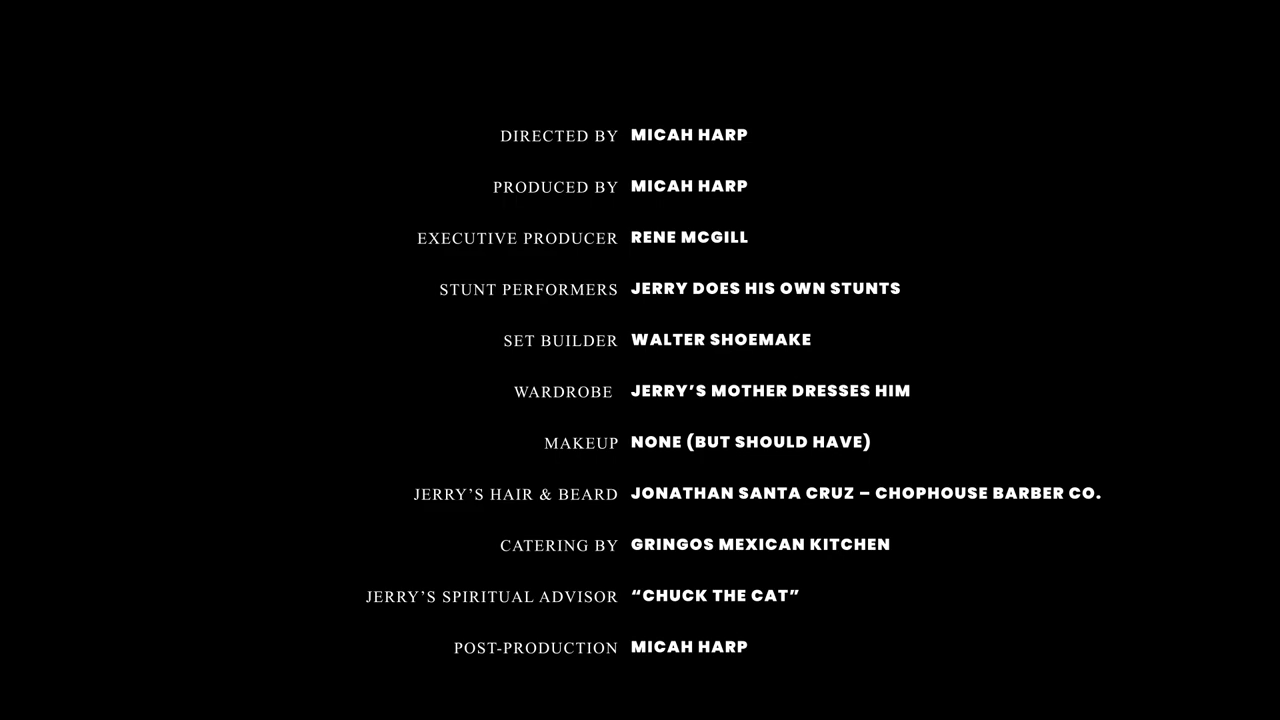 DIRECTED BY MICAH HARP
PRODUCED BY MICAH HARP
EXECUTIVE PRODUCER RENE MCGILL
STUNT PERFORMERS JERRY DOES HIS OWN STUNTS
SET BUILDER WALTER SHOEMAKE
WARDROBE JERRY’S MOTHER DRESSES HIM
MAKEUP NONE (BUT SHOULD HAVE)
JERRY’S HAIR & BEARD JONATHAN SANTA CRUZ – CHOPHOUSE BARBER CO.
CATERING BY GRINGOS MEXICAN KITCHEN
JERRY’S SPIRITUAL ADVISOR “CHUCK THE CAT”
POST-PRODUCTION MICAH HARP